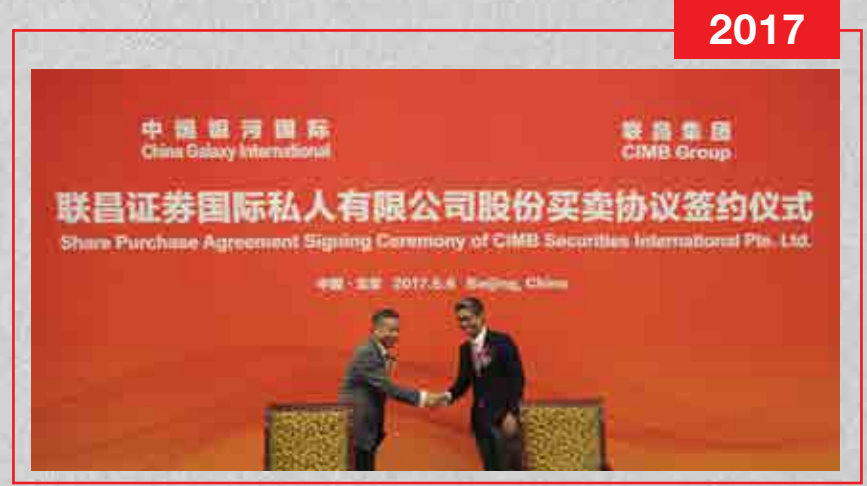 2017
中国银河国际
China Galaxy International
联昌集团
CIMB Group
联昌证券国际私人有限公司股份买卖协议签约仪式
Share Purchase Agreement Signing Ceremony of CIMB Securities International Pte. Ltd.
中国·北京 2017.6.6 Beijing, China